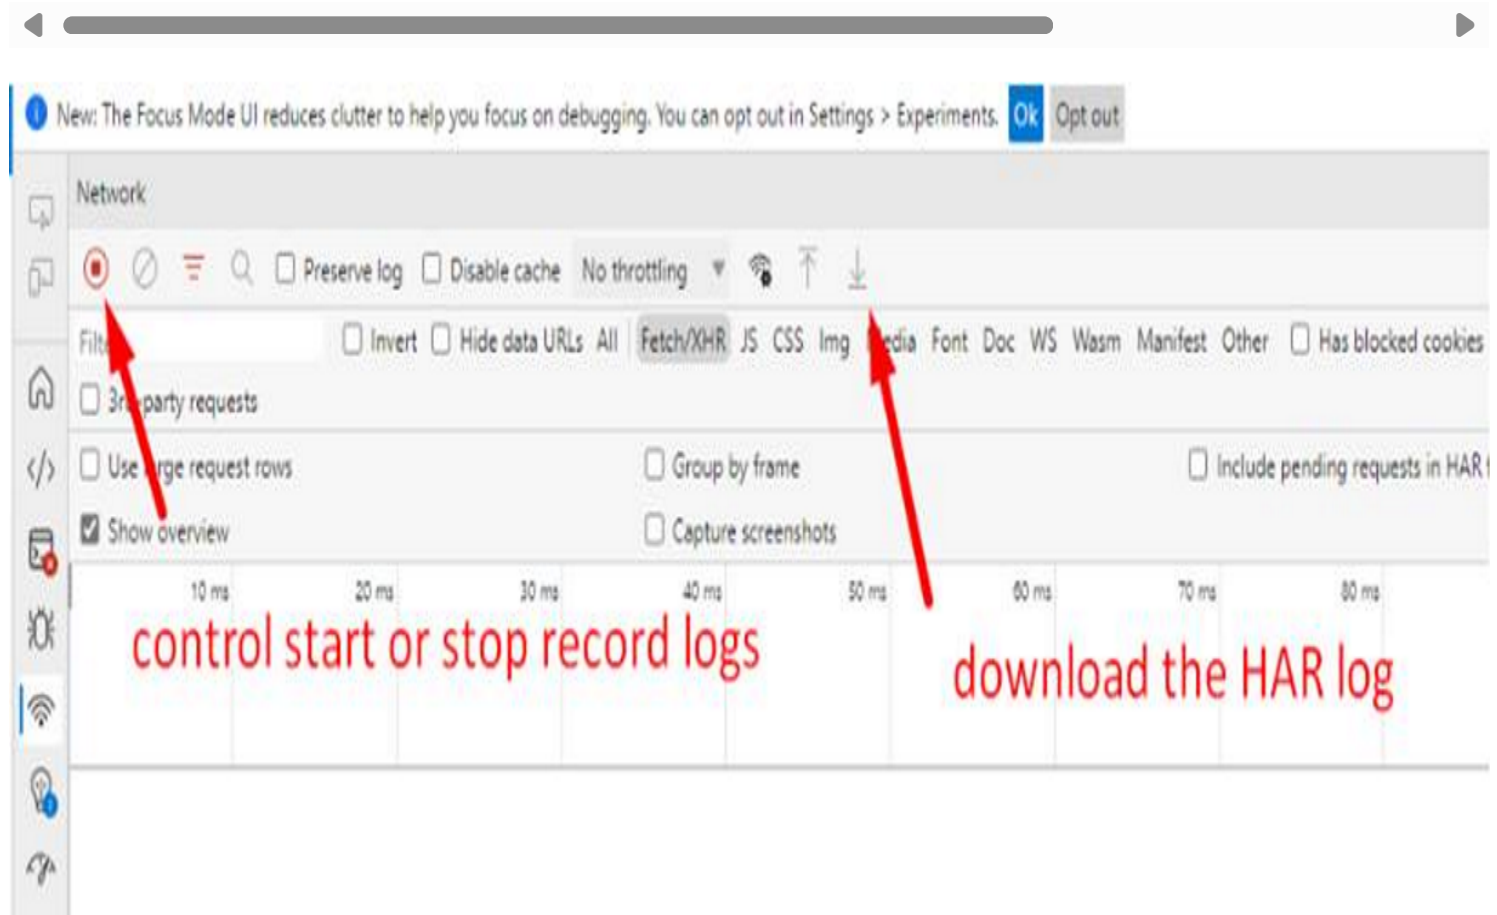 New: The Focus Mode UI reduces clutter to help you focus on debugging. You can opt out in Settings > Experiments. Ok Opt out
Network
Preserve log Disable cache No throttling
Invert Hide data URLs All Fetch/XHR JS CSS Img Media Font Doc WS Wasm Manifest Other Has blocked cookies
3rd-party requests
Use large request rows Group by frame Include pending requests in HAR
Show overview Capture screenshots
10 ms 20 ms 30 ms 40 ms 50 ms 60 ms 70 ms 80 ms
control start or stop record logs
download the HAR log